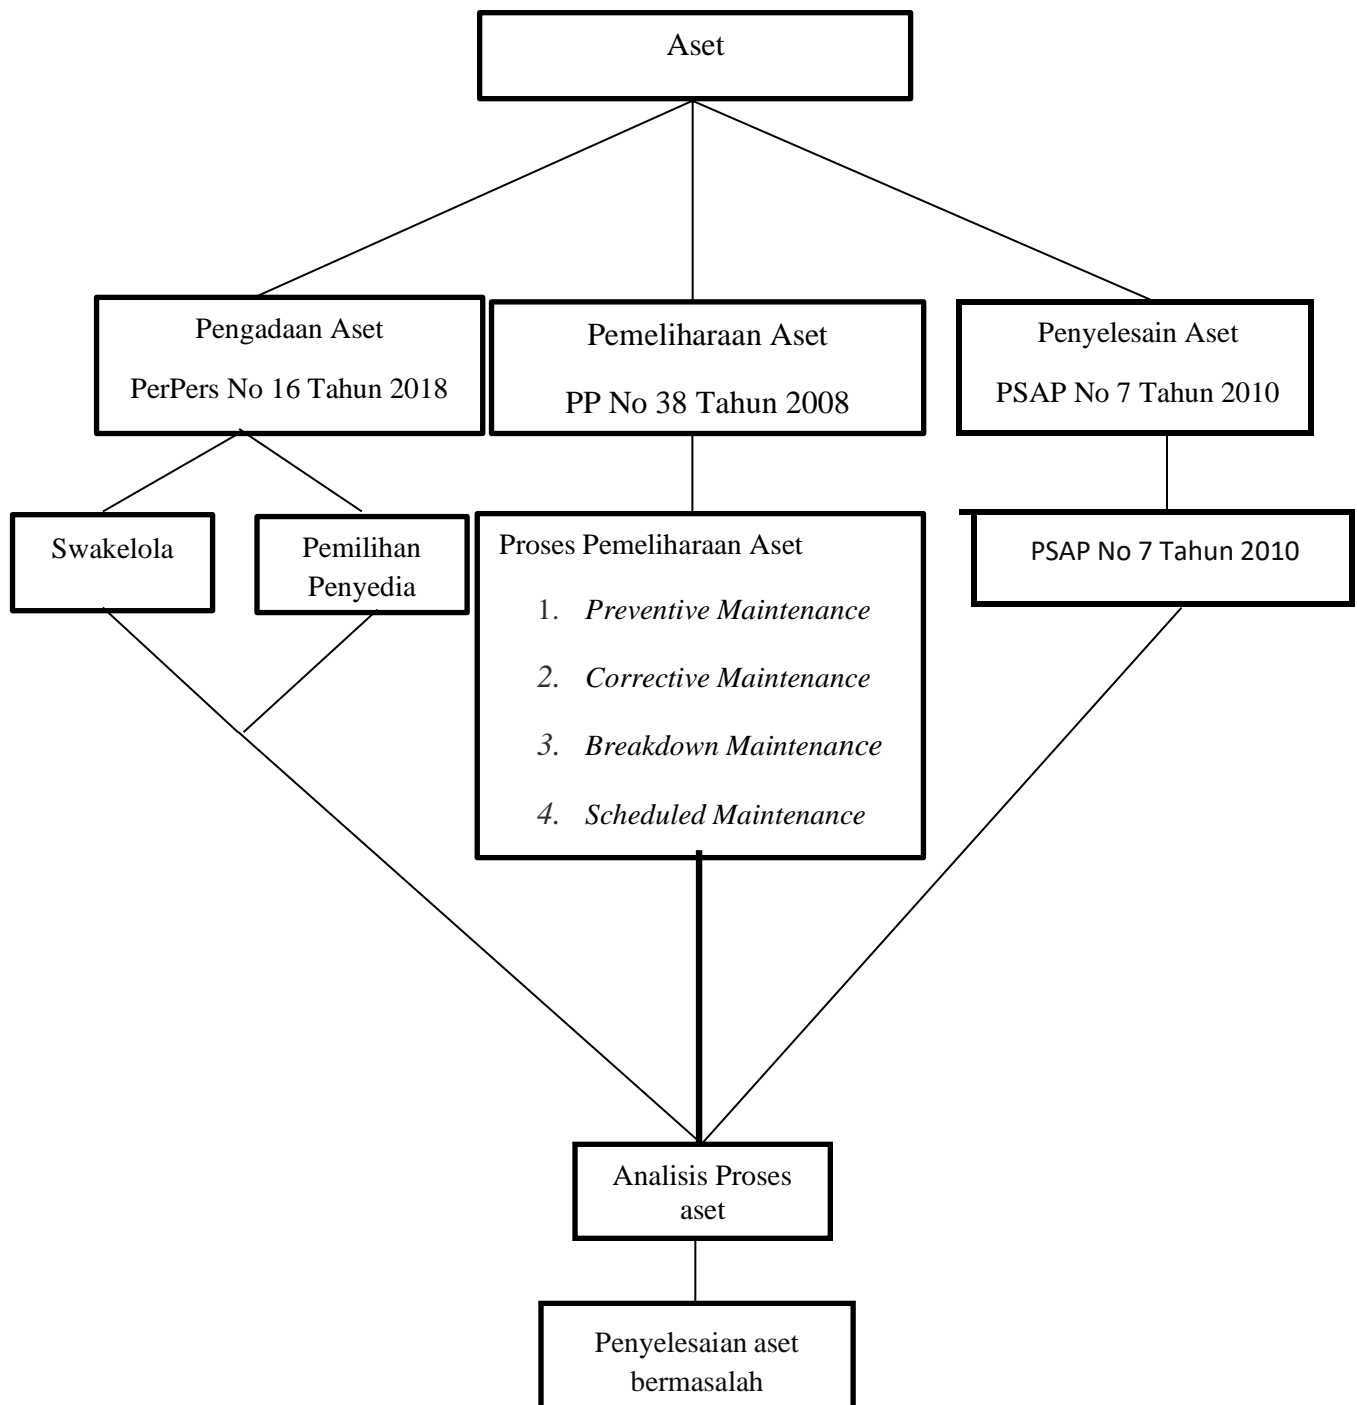 Aset
Pengadaan Aset
PerPers No 16 Tahun 2018
Pemeliharaan Aset
PP No 38 Tahun 2008
Penyelesain Aset
PSAP No 7 Tahun 2010
Swakelola
Pemilihan
Penyedia
Proses Pemeliharaan Aset
1. Preventive Maintenance
2. Corrective Maintenance
3. Breakdown Maintenance
4. Scheduled Maintenance
PSAP No 7 Tahun 2010
Analisis Proses
aset
Penyelesaian aset
bermasalah